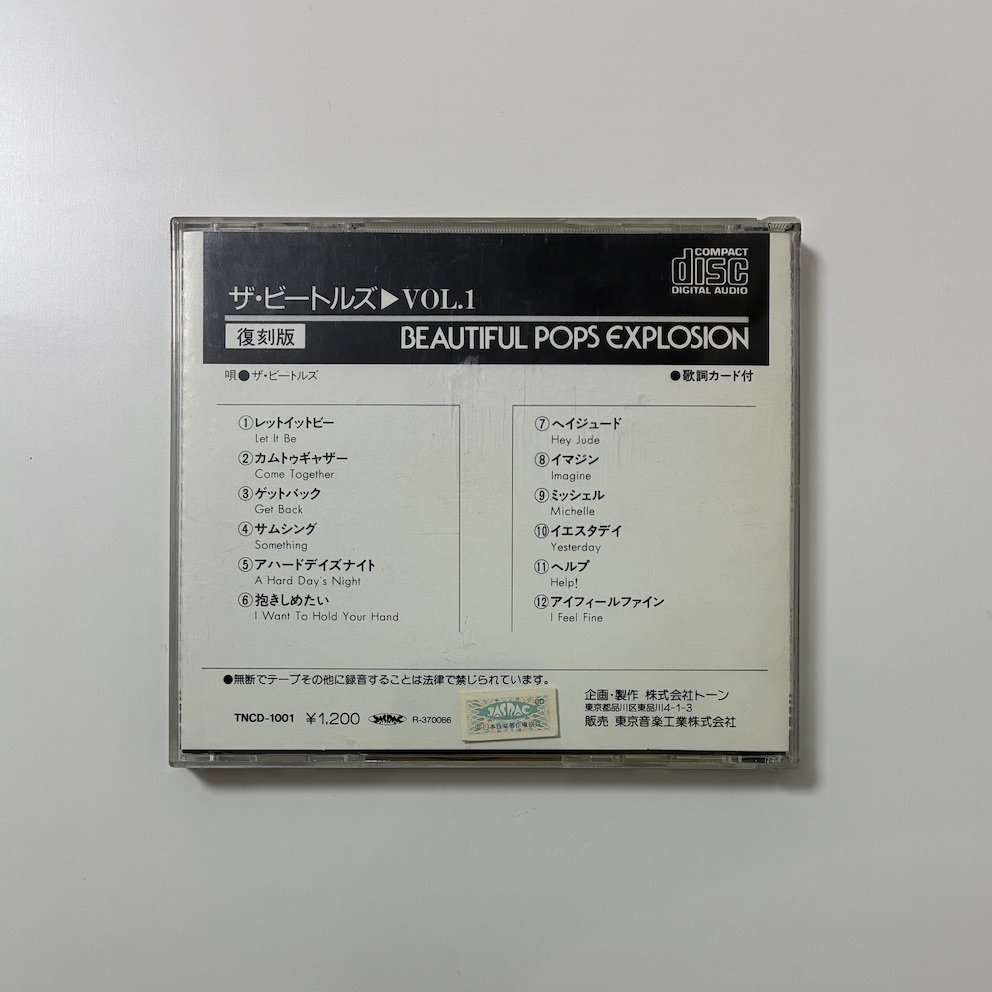 COMPACT
disc
DIGITAL AUDIO
ザ・ビートルズ▶VOL.1
復刻版
BEAUTIFUL POPS EXPLOSION
唄●ザ・ビートルズ
●歌詞カード付
①レットイットビー
Let It Be
②カムトゥギャザー
Come Together
③ゲットバック
Get Back
④サムシング
Something
⑤アハードデイズナイト
A Hard Day's Night
⑥抱きしめたい
I Want To Hold Your Hand
⑦ヘイジュード
Hey Jude
⑧イマジン
Imagine
⑨ミッシェル
Michelle
⑩イエスタデイ
Yesterday
⑪ヘルプ
Help!
⑫アイフィールファイン
I Feel Fine
●無断でテープその他に録音することは法律で禁じられています。
TNCD-1001 ¥1,200 JASRAC R-370066
JASRAC
企画・製作 株式会社トーン
東京都品川区東品川4-1-3
販売 東京音楽工業株式会社